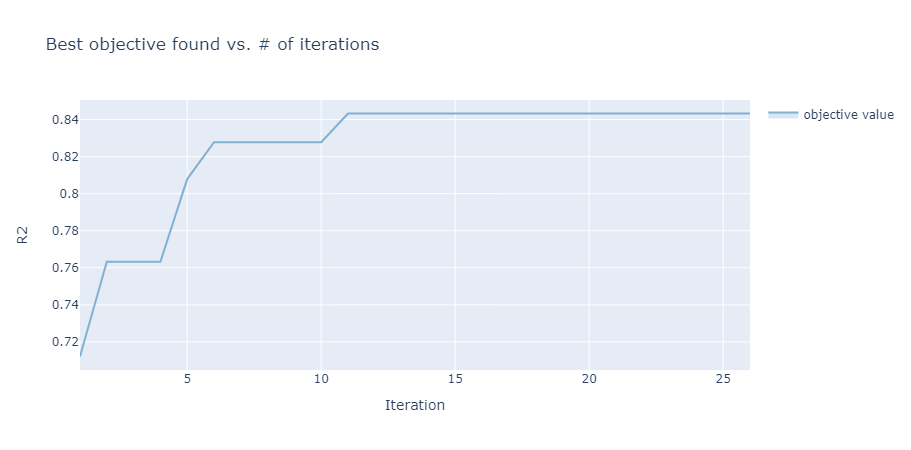 Best objective found vs. # of iterations
objective value
0.84
0.82
0.8
0.78
0.76
0.74
0.72
R2
5 10 15 20 25
Iteration